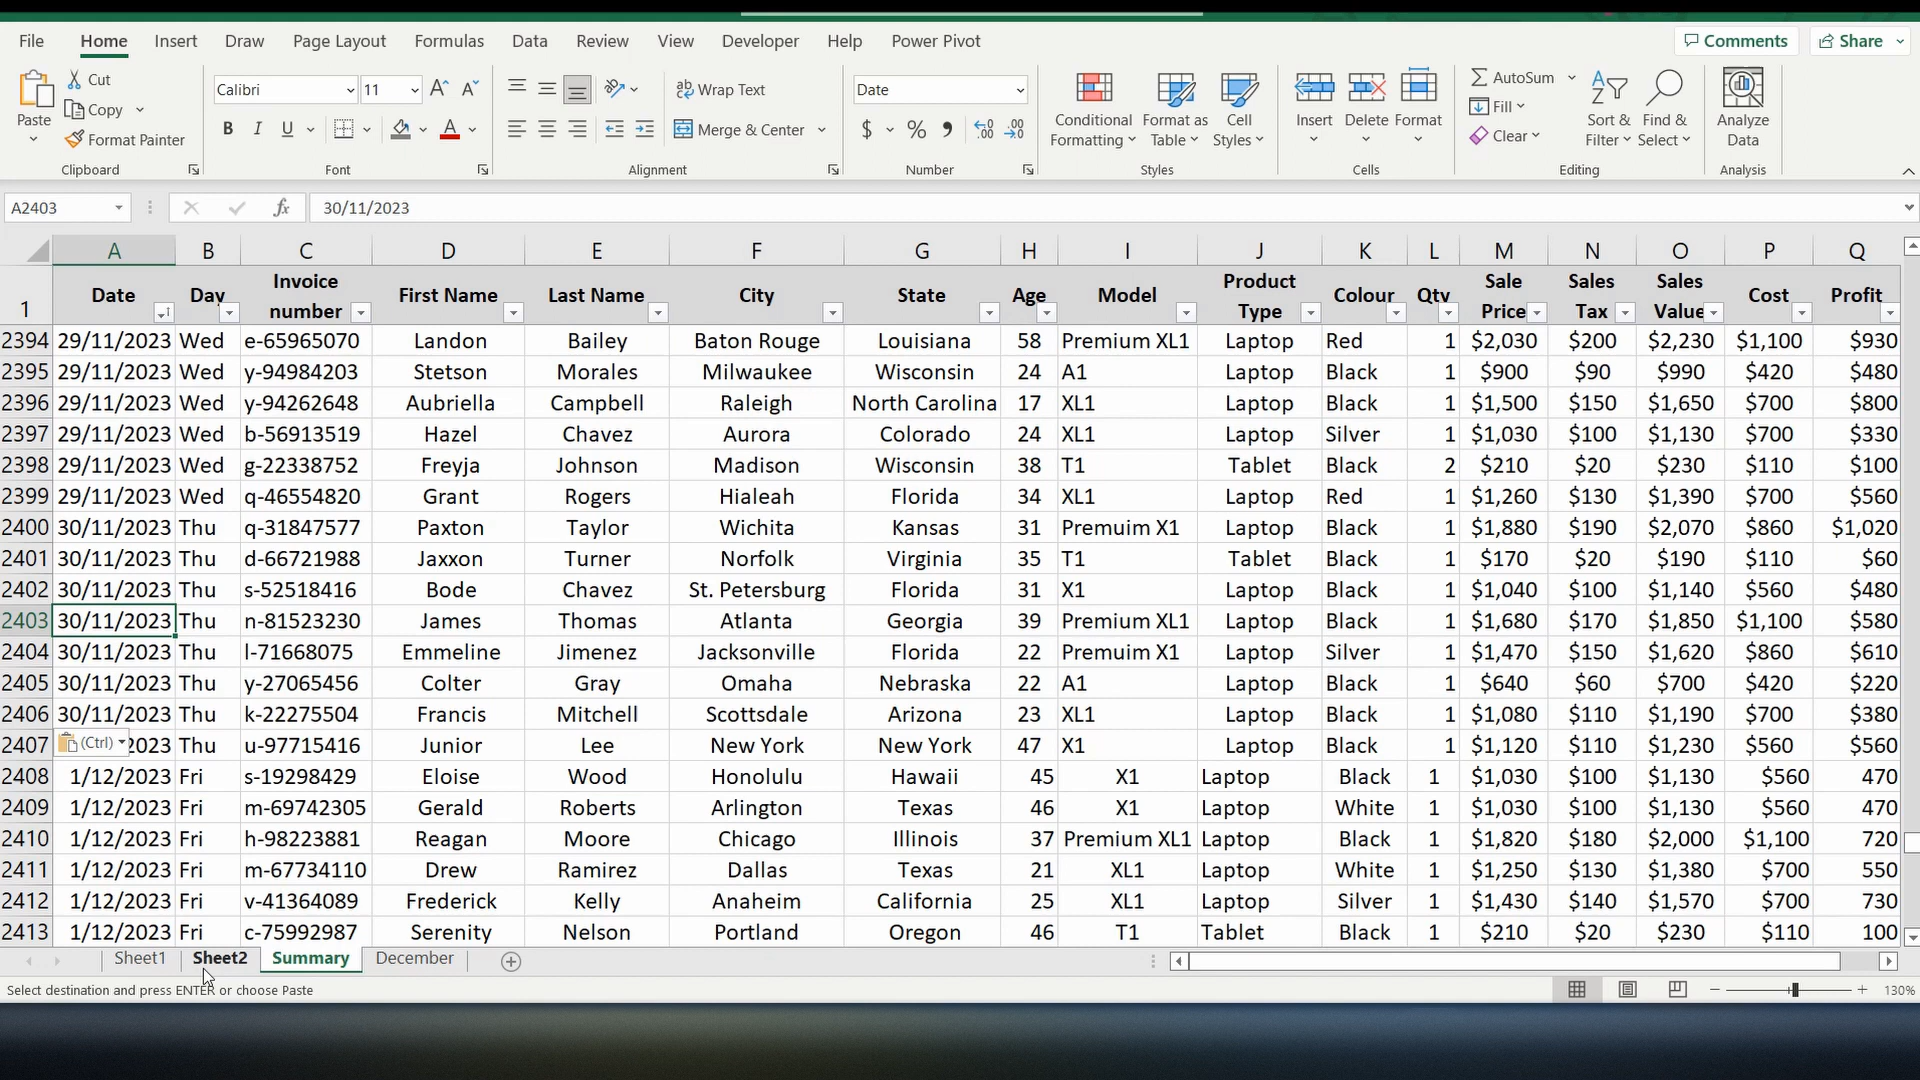 File Home Insert Draw Page Layout Formulas Data Review View Developer Help Power Pivot Comments Share
Cut
Copy
Format Painter
Paste
Clipboard
Calibri 11
B I U
Font
ab Wrap Text
Merge & Center
Alignment
Date
$ % 9
Number
Conditional Formatting
Format as Table
Cell Styles
Styles
Insert Delete Format
Cells
AutoSum
Fill
Clear
Sort & Filter
Find & Select
Editing
Analyze Data
Analysis
A2403 fx 30/11/2023
A B C D E F G H I J K L M N O P Q
1 Date Day Invoice number First Name Last Name City State Age Model Product Type Colour Qty Sale Price Sales Tax Sales Value Cost Profit
2394 29/11/2023 Wed e-65965070 Landon Bailey Baton Rouge Louisiana 58 Premium XL1 Laptop Red 1 $2,030 $200 $2,230 $1,100 $930
2395 29/11/2023 Wed y-94984203 Stetson Morales Milwaukee Wisconsin 24 A1 Laptop Black 1 $900 $90 $990 $420 $480
2396 29/11/2023 Wed y-94262648 Aubriella Campbell Raleigh North Carolina 17 XL1 Laptop Black 1 $1,500 $150 $1,650 $700 $800
2397 29/11/2023 Wed b-56913519 Hazel Chavez Aurora Colorado 24 XL1 Laptop Silver 1 $1,030 $100 $1,130 $700 $330
2398 29/11/2023 Wed g-22338752 Freyja Johnson Madison Wisconsin 38 T1 Tablet Black 2 $210 $20 $230 $110 $100
2399 29/11/2023 Wed q-46554820 Grant Rogers Hialeah Florida 34 XL1 Laptop Red 1 $1,260 $130 $1,390 $700 $560
2400 30/11/2023 Thu q-31847577 Paxton Taylor Wichita Kansas 31 Premuim X1 Laptop Black 1 $1,880 $190 $2,070 $860 $1,020
2401 30/11/2023 Thu d-66721988 Jaxxon Turner Norfolk Virginia 35 T1 Tablet Black 1 $170 $20 $190 $110 $60
2402 30/11/2023 Thu s-52518416 Bode Chavez St. Petersburg Florida 31 X1 Laptop Black 1 $1,040 $100 $1,140 $560 $480
2403 30/11/2023 Thu n-81523230 James Thomas Atlanta Georgia 39 Premium XL1 Laptop Black 1 $1,680 $170 $1,850 $1,100 $580
2404 30/11/2023 Thu l-71668075 Emmeline Jimenez Jacksonville Florida 22 Premuim X1 Laptop Silver 1 $1,470 $150 $1,620 $860 $610
2405 30/11/2023 Thu y-27065456 Colter Gray Omaha Nebraska 22 A1 Laptop Black 1 $640 $60 $700 $420 $220
2406 30/11/2023 Thu k-22275504 Francis Mitchell Scottsdale Arizona 23 XL1 Laptop Black 1 $1,080 $110 $1,190 $700 $380
2407 (Ctrl) 2023 Thu u-97715416 Junior Lee New York New York 47 X1 Laptop Black 1 $1,120 $110 $1,230 $560 $560
2408 1/12/2023 Fri s-19298429 Eloise Wood Honolulu Hawaii 45 X1 Laptop Black 1 $1,030 $100 $1,130 $560 470
2409 1/12/2023 Fri m-69742305 Gerald Roberts Arlington Texas 46 X1 Laptop White 1 $1,030 $100 $1,130 $560 470
2410 1/12/2023 Fri h-98223881 Reagan Moore Chicago Illinois 37 Premium XL1 Laptop Black 1 $1,820 $180 $2,000 $1,100 720
2411 1/12/2023 Fri m-67734110 Drew Ramirez Dallas Texas 21 XL1 Laptop White 1 $1,250 $130 $1,380 $700 550
2412 1/12/2023 Fri v-41364089 Frederick Kelly Anaheim California 25 XL1 Laptop Silver 1 $1,430 $140 $1,570 $700 730
2413 1/12/2023 Fri c-75992987 Serenity Nelson Portland Oregon 46 T1 Tablet Black 1 $210 $20 $230 $110 100
Sheet1 Sheet2 Summary December
Select destination and press ENTER or choose Paste 130%